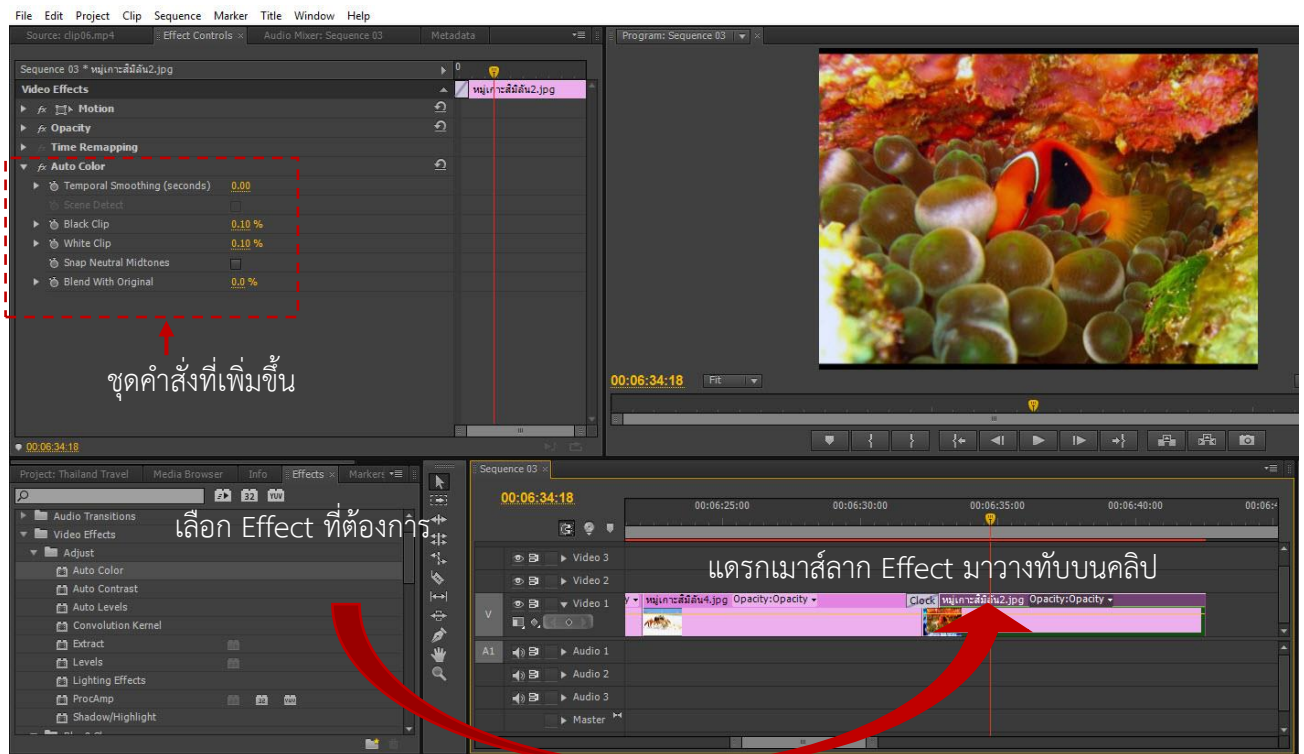 File Edit Project Clip Sequence Marker Title Window Help
Source: clip06.mp4 Effect Controls × Audio Mixer: Sequence 03 Metadata
Program: Sequence 03
Sequence 03 * หมู่เกาะสิมิลัน2.jpg
0
Video Effects
หมู่เกาะสิมิลัน2.jpg
fx Motion
fx Opacity
Time Remapping
fx Auto Color
Temporal Smoothing (seconds) 0.00
Scene Detect
Black Clip 0.10 %
White Clip 0.10 %
Snap Neutral Midtones
Blend With Original 0.0 %
ชุดคำสั่งที่เพิ่มขึ้น
00:06:34:18 Fit
00:06:34:18
Project: Thailand Travel Media Browser Info Effects × Markers
32 YUV
Audio Transitions
เลือก Effect ที่ต้องการ
Video Effects
Adjust
Auto Color
Auto Contrast
Auto Levels
Convolution Kernel
Extract
Levels
Lighting Effects
ProcAmp
32 YUV
Shadow/Highlight
Sequence 03 ×
00:06:34:18
00:06:25:00 00:06:30:00 00:06:35:00 00:06:40:00
Video 3
แดรกเมาส์ลาก Effect มาวางทับบนคลิป
Video 2
V Video 1
หมู่เกาะสิมิลัน4.jpg Opacity:Opacity
Clock หมู่เกาะสิมิลัน2.jpg Opacity:Opacity
A1 Audio 1
Audio 2
Audio 3
Master